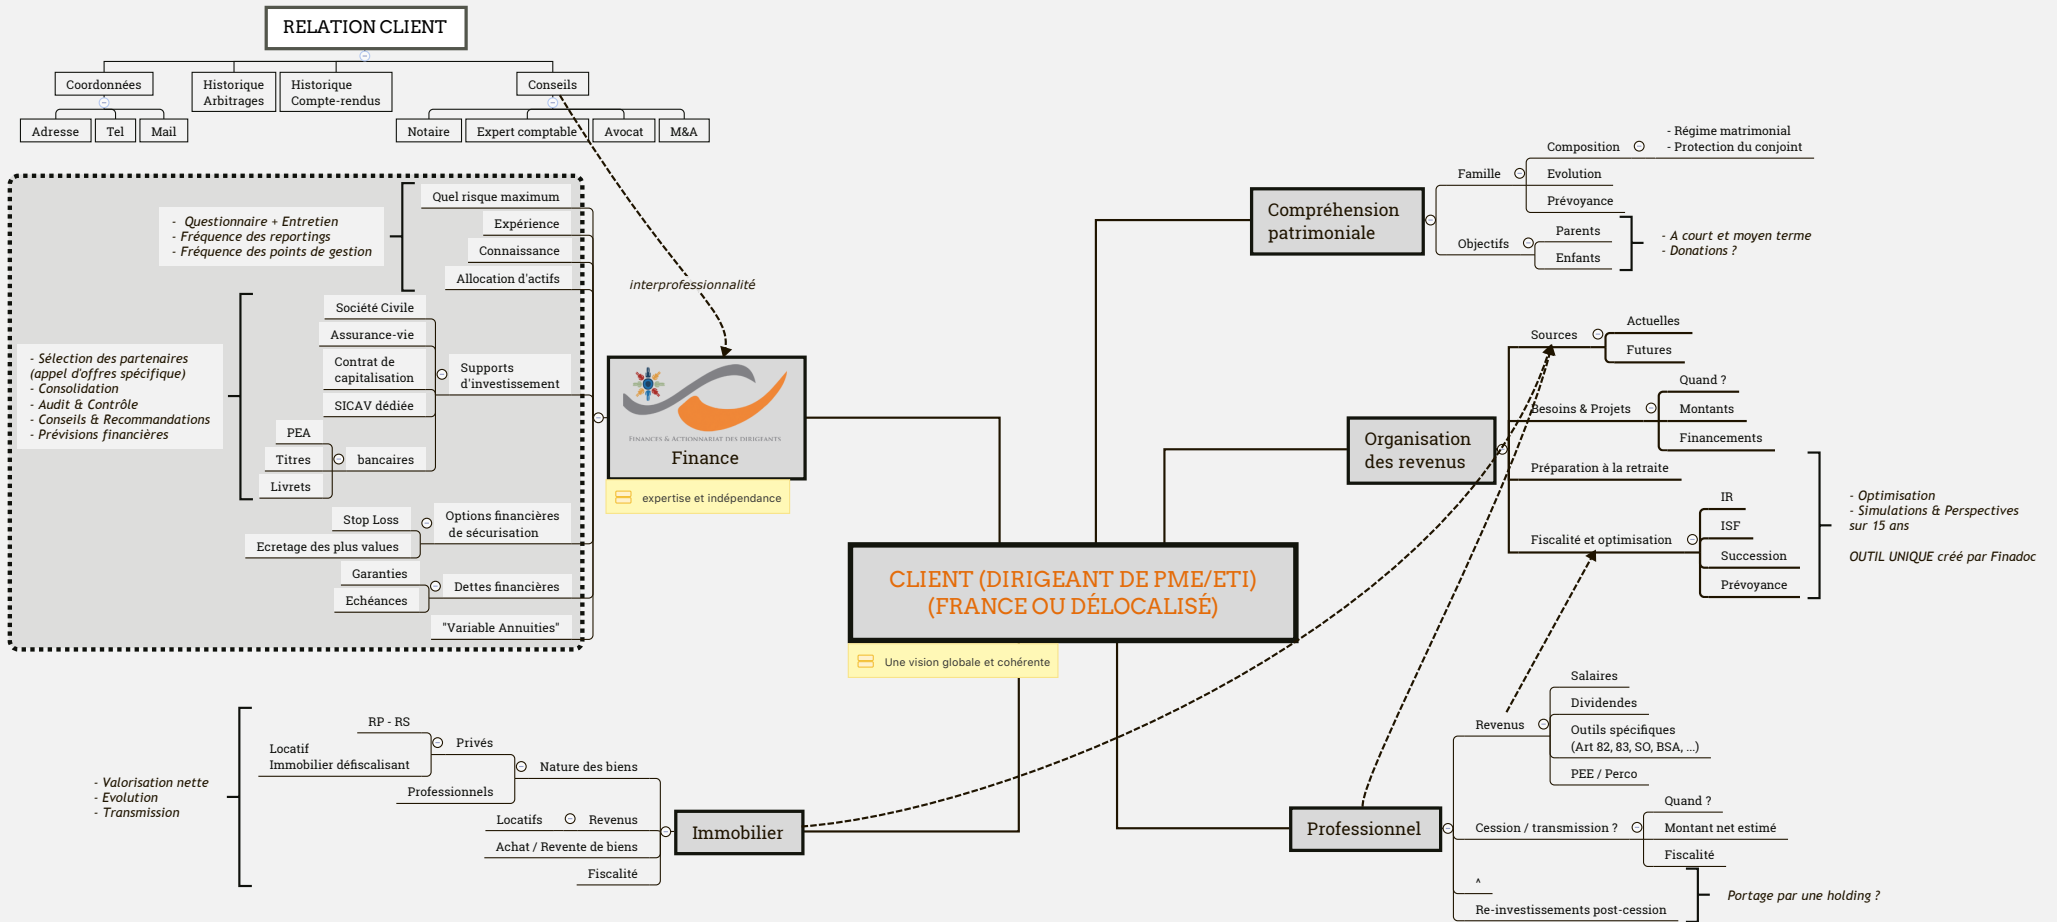 RELATION CLIENT
Coordonnées
Historique
Arbitrages
Historique
Compte-rendus
Conseils
Adresse
Tel
Mail
Notaire
Expert comptable
Avocat
M&A
interprofessionnalité
- Questionnaire + Entretien
- Fréquence des reportings
- Fréquence des points de gestion
Quel risque maximum
Expérience
Connaissance
Allocation d'actifs
- Sélection des partenaires
(appel d'offres spécifique)
- Consolidation
- Audit & Contrôle
- Conseils & Recommandations
- Prévisions financières
Société Civile
Assurance-vie
Contrat de
capitalisation
SICAV dédiée
PEA
Titres
Livrets
bancaires
Supports
d'investissement
Stop Loss
Ecretage des plus values
Options financières
de sécurisation
Garanties
Echéances
Dettes financières
"Variable Annuities"
FINANCES & ACTIONNARIAT DES DIRIGEANTS
Finance
expertise et indépendance
CLIENT (DIRIGEANT DE PME/ETI)
(FRANCE OU DÉLOCALISÉ)
Une vision globale et cohérente
Compréhension
patrimoniale
Famille
Composition
- Régime matrimonial
- Protection du conjoint
Evolution
Prévoyance
Objectifs
Parents
Enfants
- A court et moyen terme
- Donations ?
Organisation
des revenus
Sources
Actuelles
Futures
Besoins & Projets
Quand ?
Montants
Financements
Préparation à la retraite
Fiscalité et optimisation
IR
ISF
Succession
Prévoyance
- Optimisation
- Simulations & Perspectives
sur 15 ans
OUTIL UNIQUE créé par Finadoc
- Valorisation nette
- Evolution
- Transmission
RP - RS
Locatif
Immobilier défiscalisant
Privés
Professionnels
Nature des biens
Locatifs
Revenus
Achat / Revente de biens
Fiscalité
Immobilier
Professionnel
Revenus
Salaires
Dividendes
Outils spécifiques
(Art 82, 83, SO, BSA, ...)
PEE / Perco
Cession / transmission ?
Quand ?
Montant net estimé
Fiscalité
^
Re-investissements post-cession
Portage par une holding ?